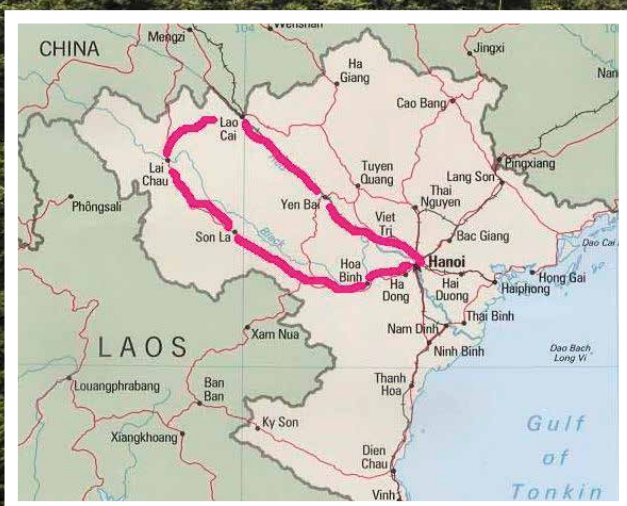 104
CHINA
Mengzi
Jingxi
Ha
Giang
Cao Bang
Lao
Cai
Lai
Chau
Pingxiang
Lang Son
Tuyen
Quang
Thai
Nguyen
Phôngsali
Yen Bai
Viet
Tri
Son La
Black
Bac Giang
Dao Cai
Hoa
Binh
Hanoi
Ha
Dong
Hai
Duong
Hong Gai
Haiphong
Thai Binh
Xam Nua
Nam Dinh
Ninh Binh
Dao Bach
Long Vi
LAOS
Louangphrabang
Ban
Ban
Thanh
Hoa
Ky Son
Xiangkhoang
Gulf
of
Tonkin
Dien
Chau
Vinh